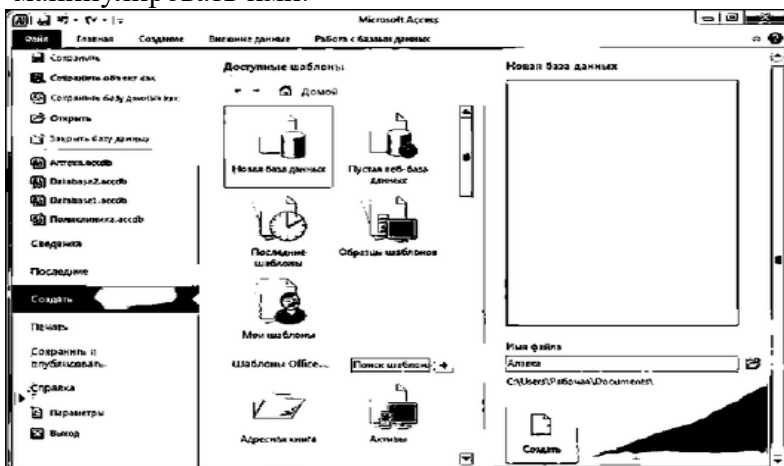 манипулировать ими.
Microsoft Access
Файл Главная Создание Внешние данные Работа с базами данных
Сохранить
Сохранить объект как
Сохранить базу данных как
Открыть
Закрыть базу данных
Аптека.accdb
Database2.accdb
Database1.accdb
Поликлиника.accdb
Сведения
Последние
Создать
Печать
Сохранить и
опубликовать
Справка
Параметры
Выход
Доступные шаблоны
Домой
Новая база данных
Пустая веб-база
данных
Последние
шаблоны
Образцы шаблонов
Мои шаблоны
Шаблоны Office...
Поиск шаблоне
Адресная книга
Активы
Новая база данных
Имя файла
C:\Users\Рабочая\Documents\
Создать